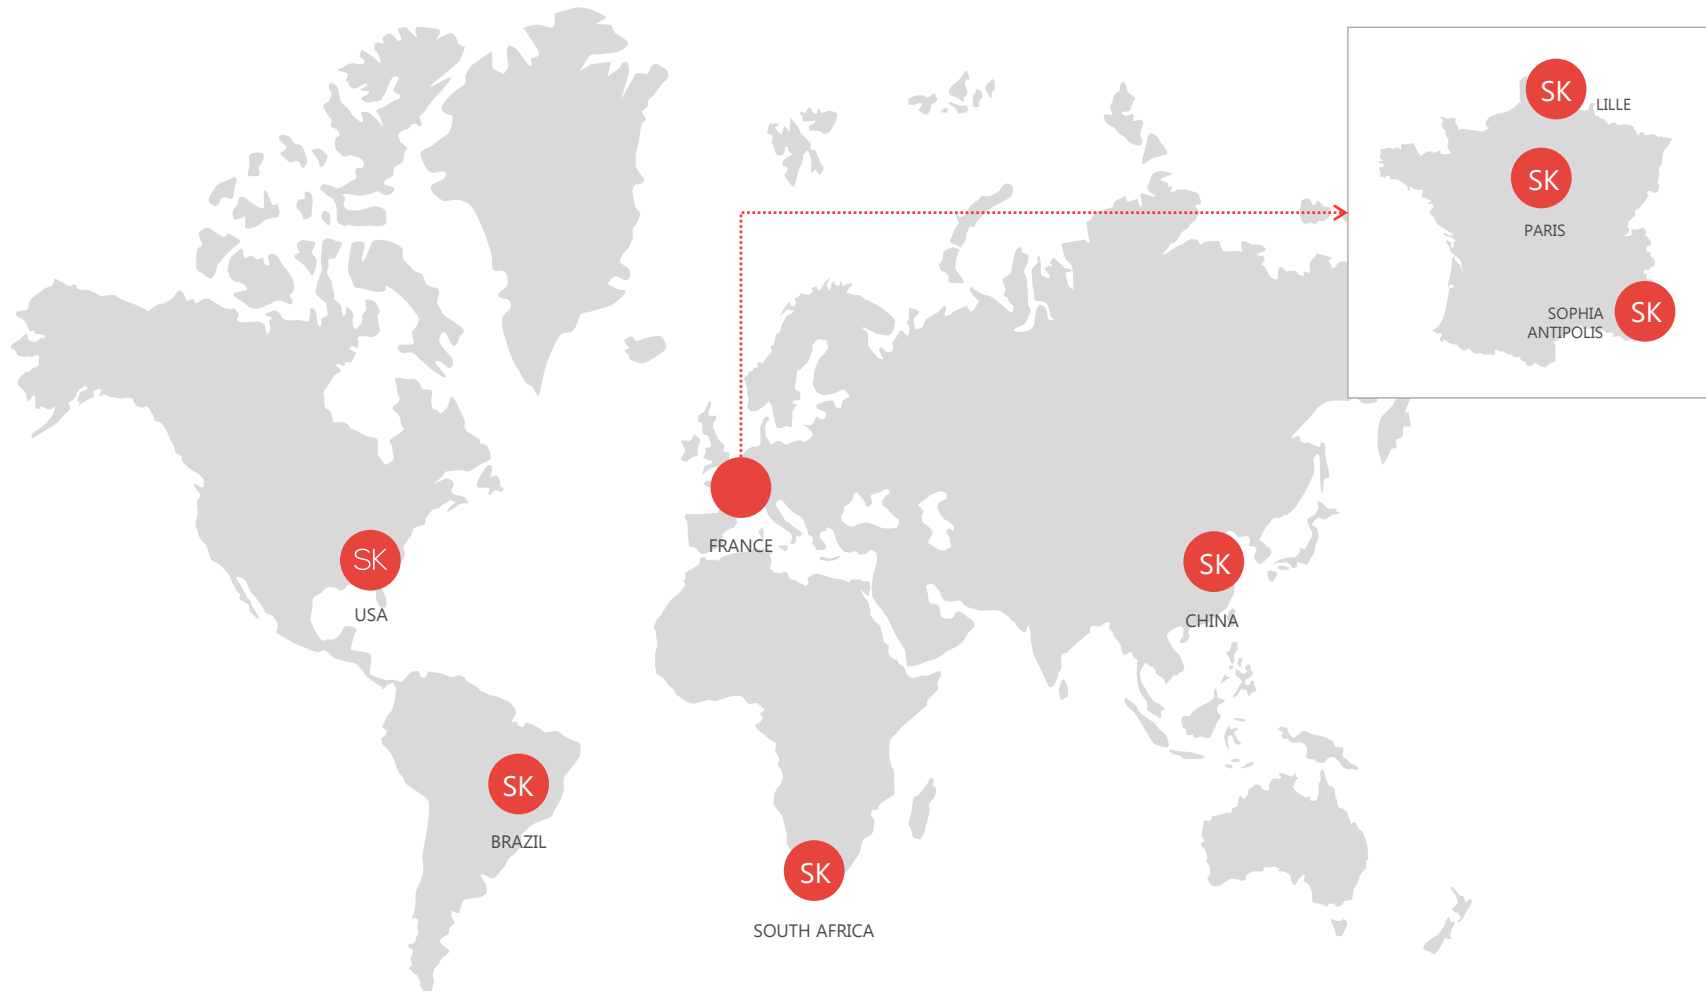 SK
LILLE
SK
PARIS
SK
SOPHIA
ANTIPOLIS
FRANCE
SK
USA
SK
CHINA
SK
BRAZIL
SK
SOUTH AFRICA